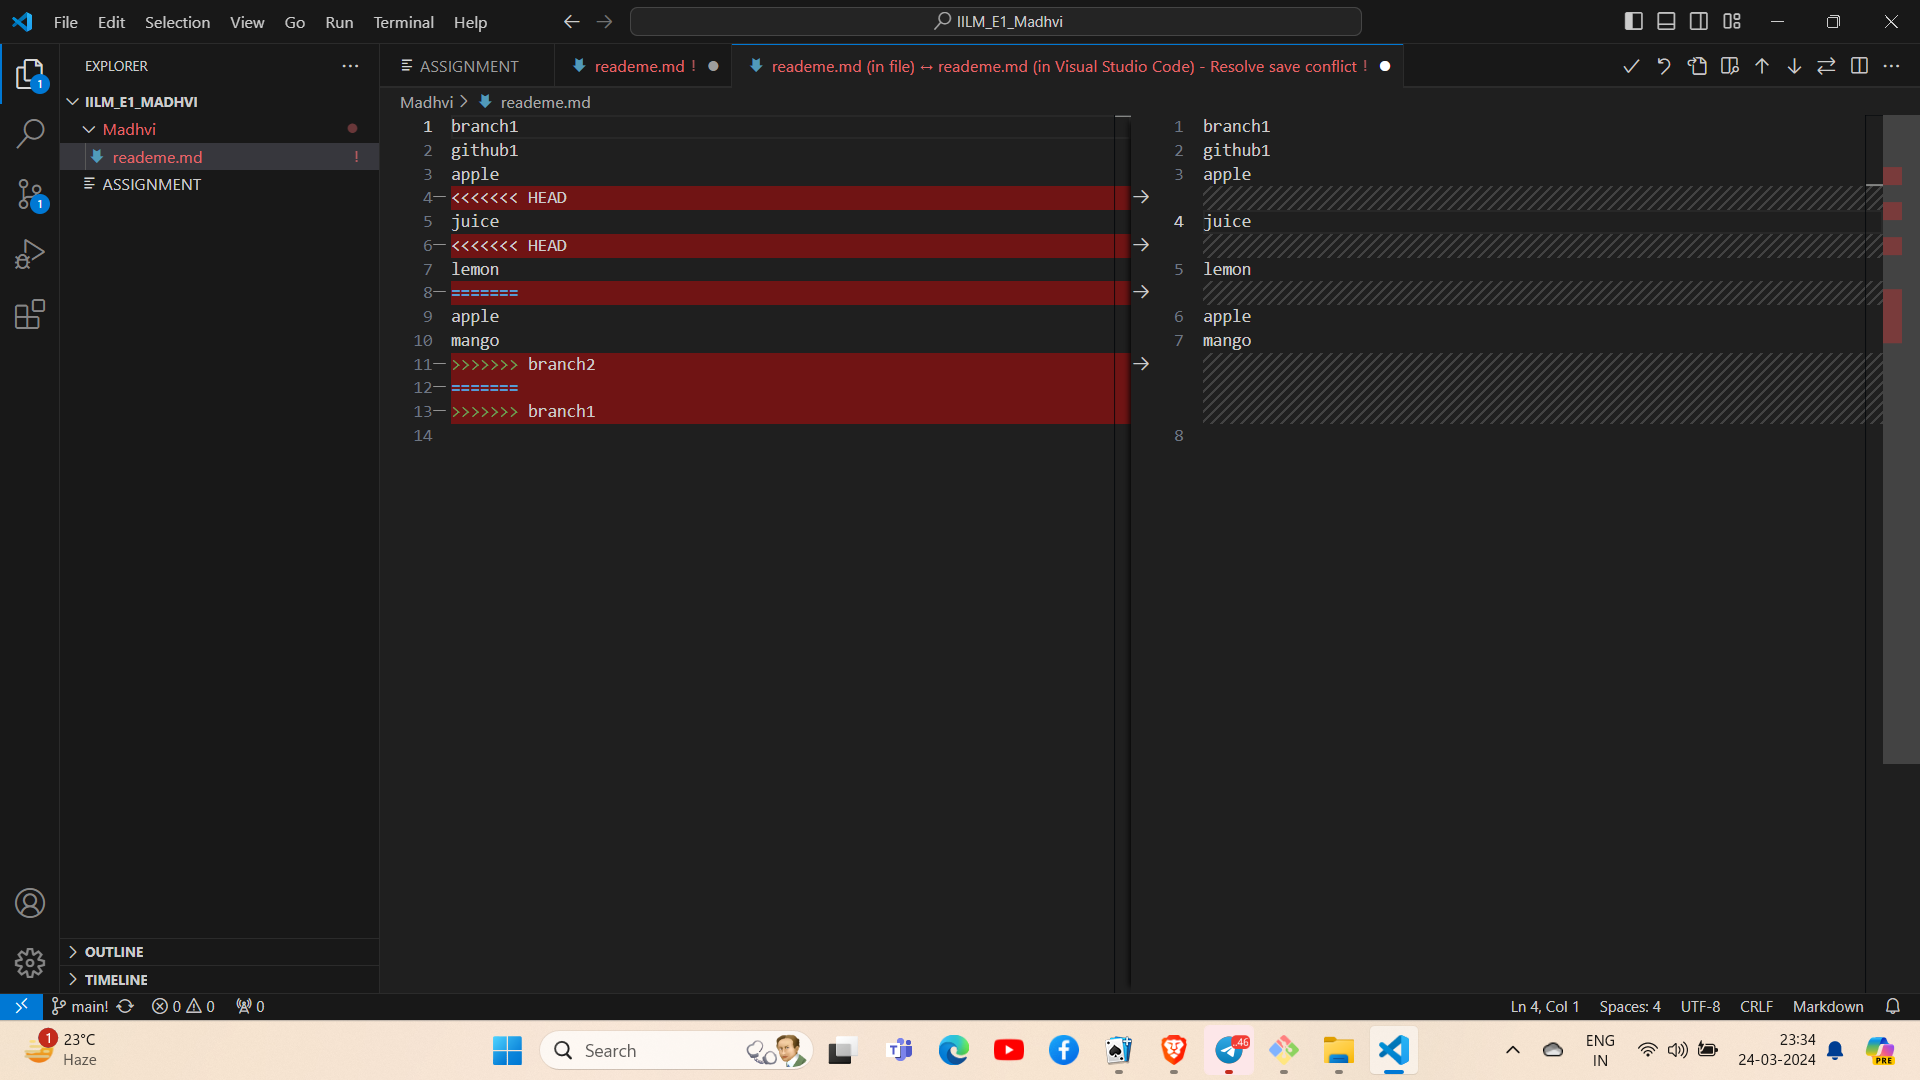 File Edit Selection View Go Run Terminal Help
IILM_E1_Madhvi
EXPLORER
ASSIGNMENT
reademe.md !
reademe.md (in file) ↔ reademe.md (in Visual Studio Code) - Resolve save conflict !
1
IILM_E1_MADHVI
Madhvi
reademe.md !
ASSIGNMENT
1
Madhvi > reademe.md
1 branch1
2 github1
3 apple
4 <<<<<<< HEAD
5 juice
6 <<<<<<< HEAD
7 lemon
8 =======
9 apple
10 mango
11 >>>>>>> branch2
12 =======
13 >>>>>>> branch1
14
1 branch1
2 github1
3 apple
4 juice
5 lemon
6 apple
7 mango
8
OUTLINE
TIMELINE
main! 0 0 0
Ln 4, Col 1 Spaces: 4 UTF-8 CRLF Markdown
1
23°C
Haze
Search
..46
ENG
IN
23:34
24-03-2024
PRE